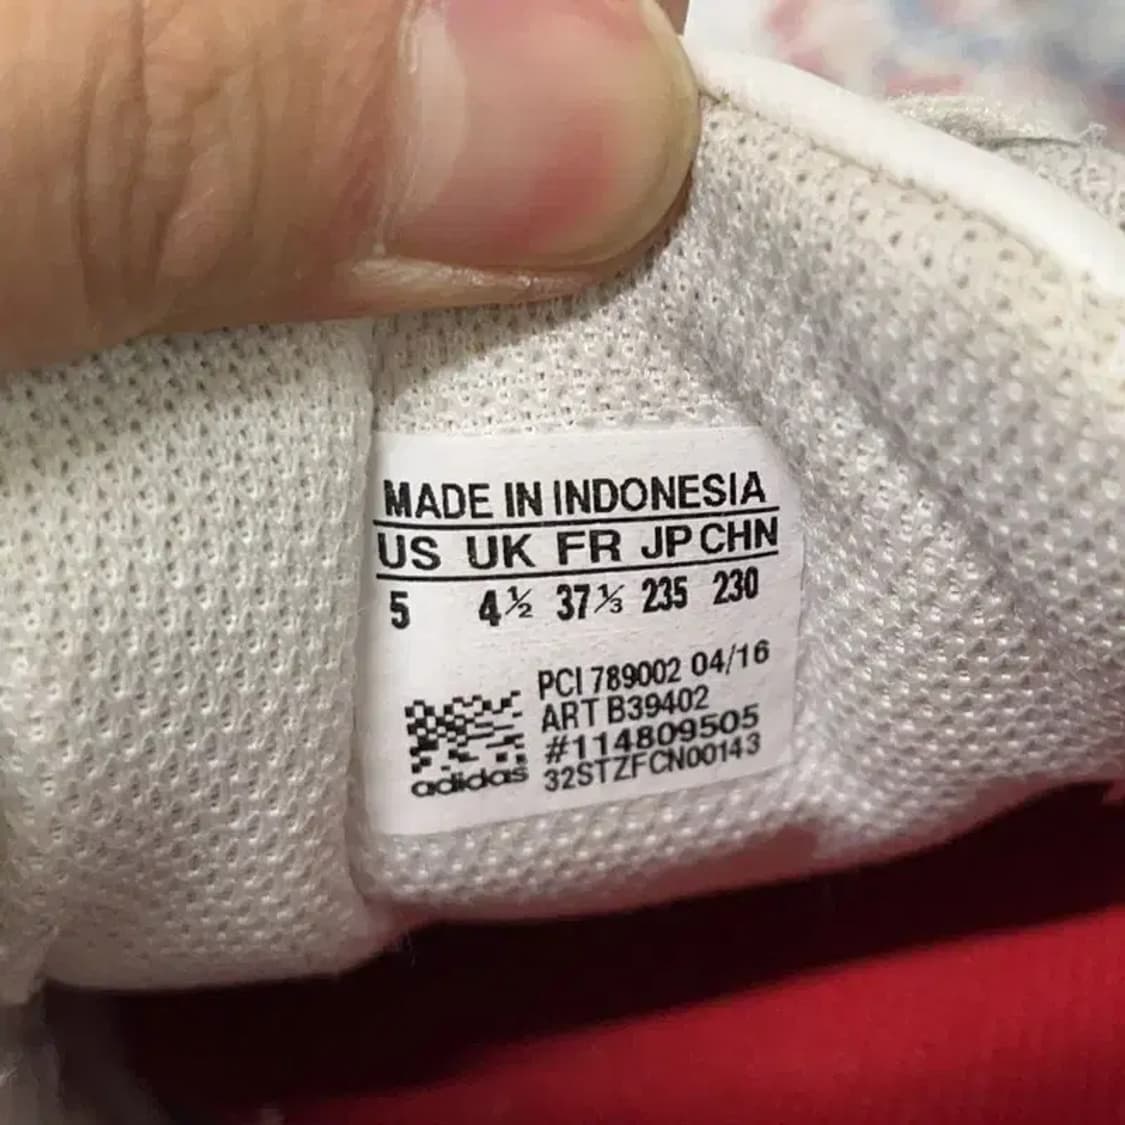 MADE IN INDONESIA
US UK FR JP CHN
5 4½ 37⅓ 235 230
PCI 789002 04/16
ART B39402
#114809505
adidas 32STZFCN00143